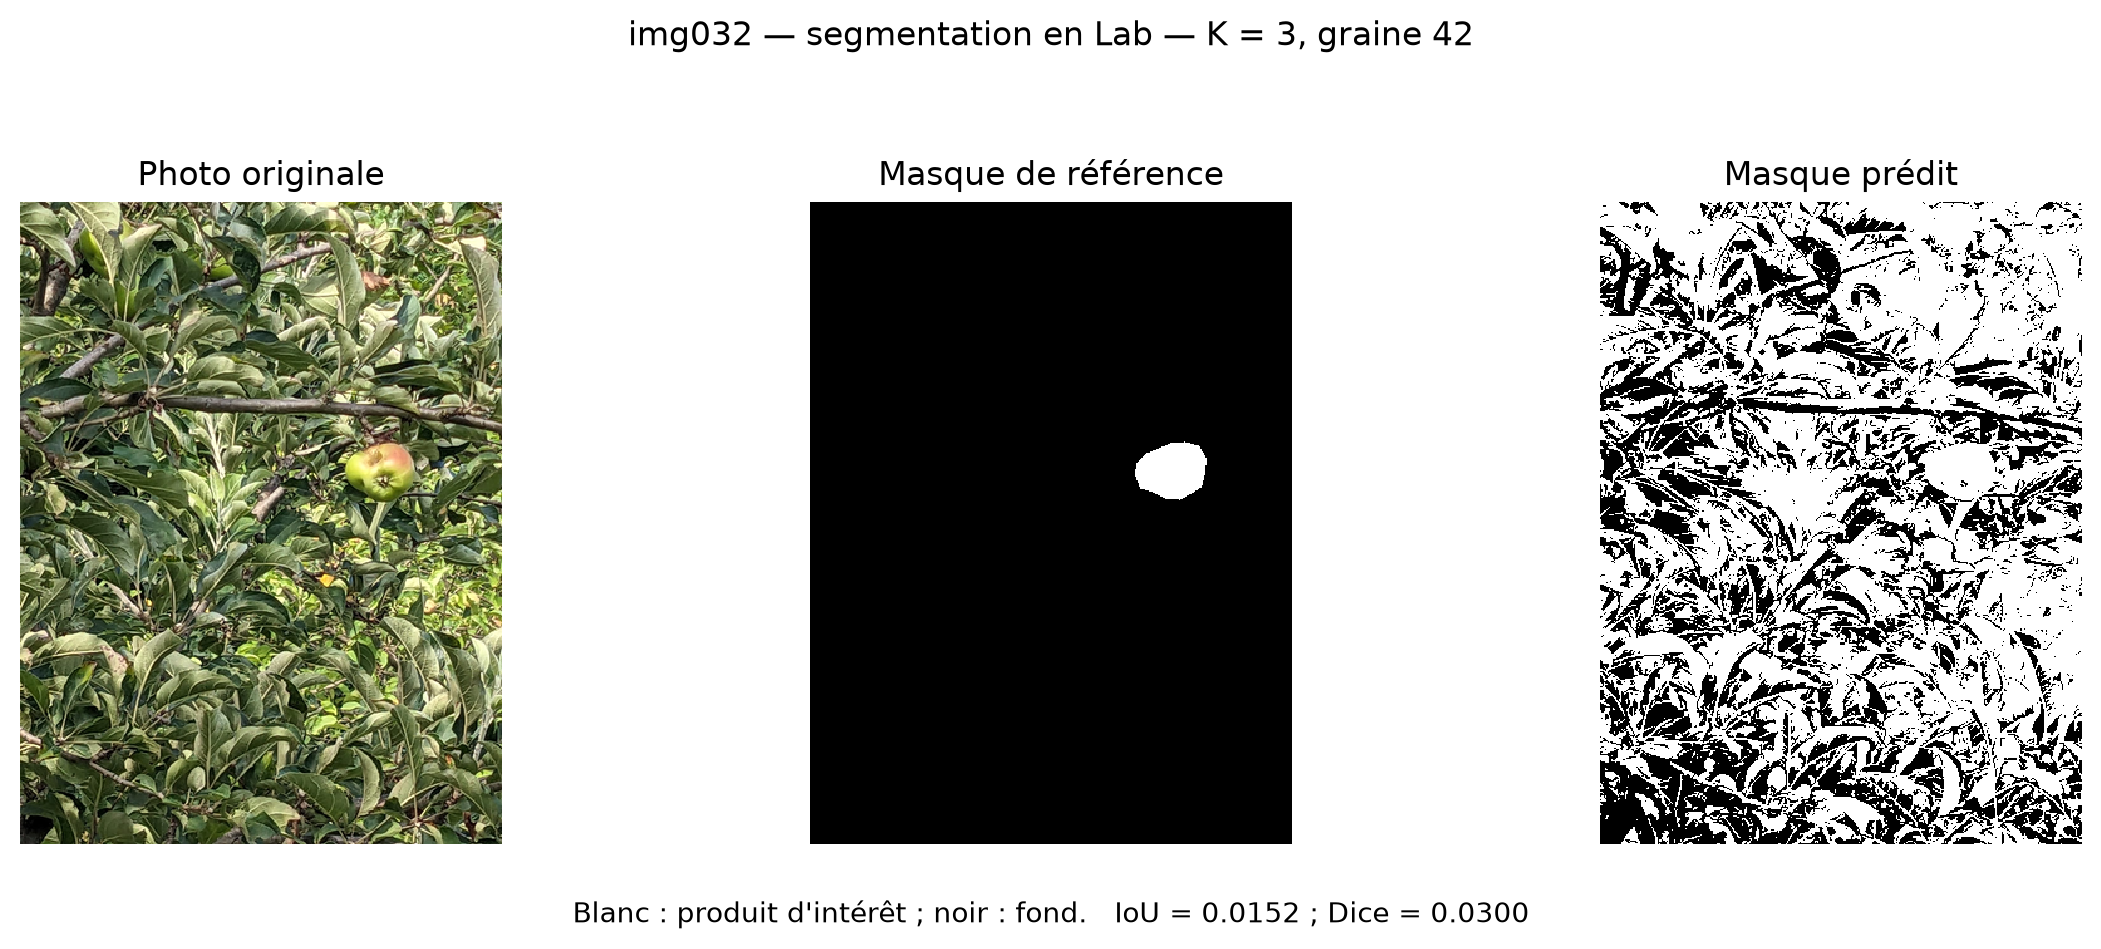 img032 — segmentation en Lab — K = 3, graine 42
Photo originale
Masque de référence
Masque prédit
Blanc : produit d'intérêt ; noir : fond.   IoU = 0.0152 ; Dice = 0.0300